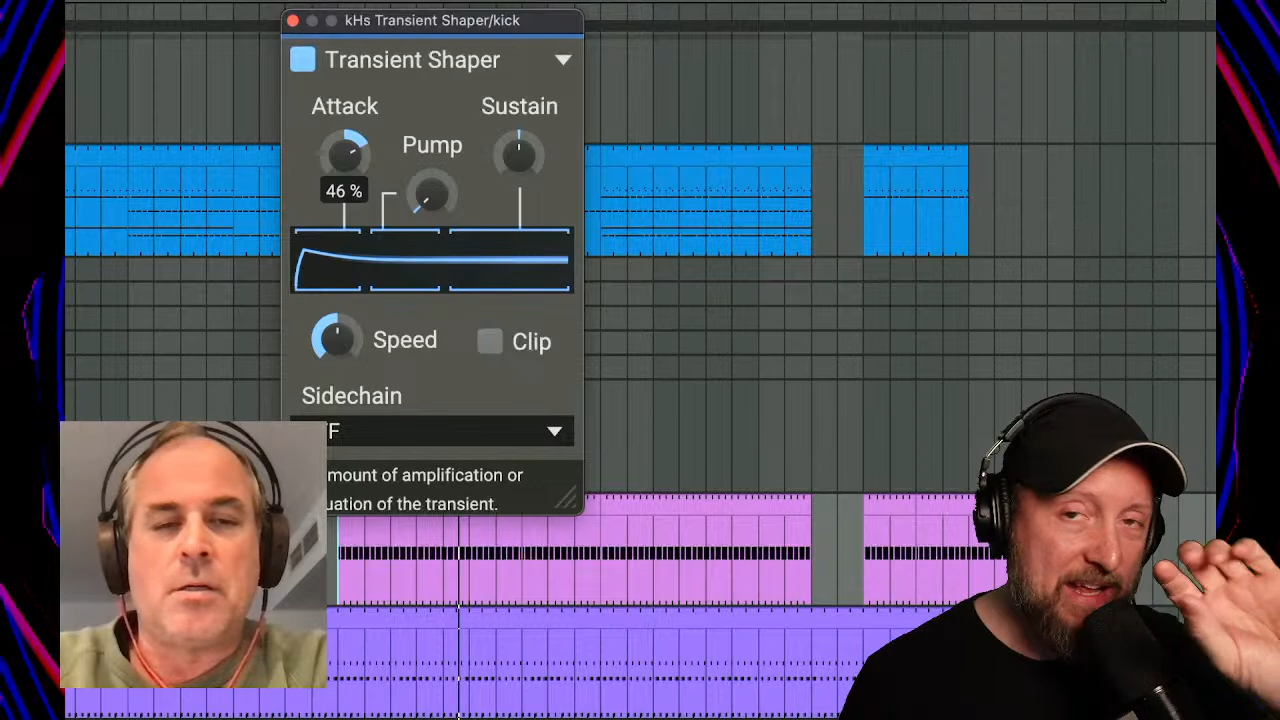 kHs Transient Shaper/kick
Transient Shaper
Attack
Sustain
Pump
46 %
Speed
Clip
Sidechain
F
mount of amplification or
uation of the transient.